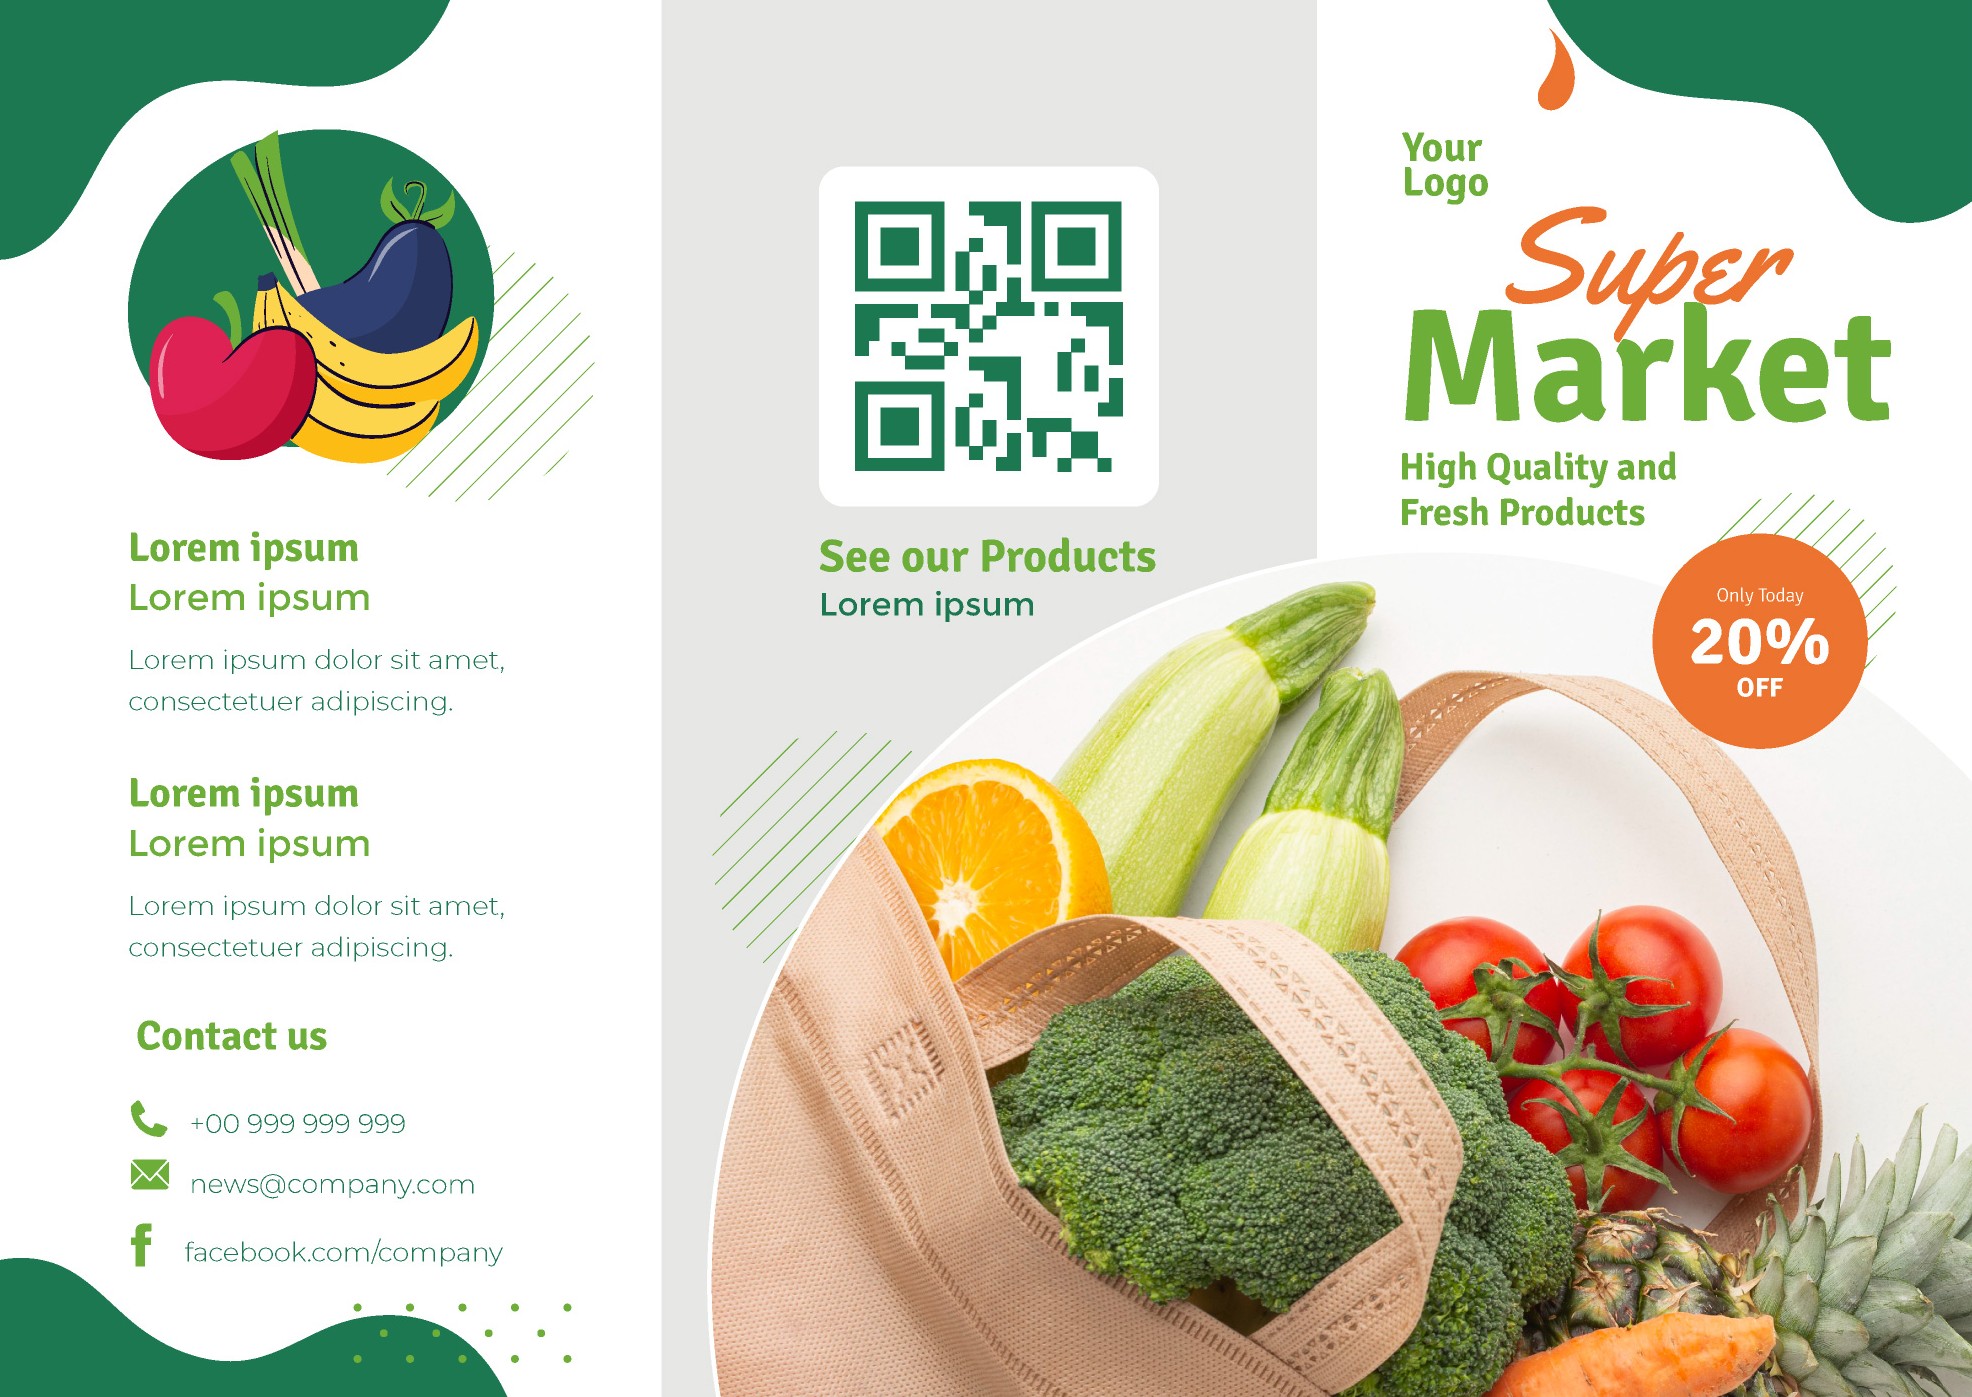 Lorem ipsum
Lorem ipsum
Lorem ipsum dolor sit amet,
consectetuer adipiscing.
Lorem ipsum
Lorem ipsum
Lorem ipsum dolor sit amet,
consectetuer adipiscing.
Contact us
+00 999 999 999
news@company.com
facebook.com/company
See our Products
Lorem ipsum
Your
Logo
Super
Market
High Quality and
Fresh Products
Only Today
20%
OFF